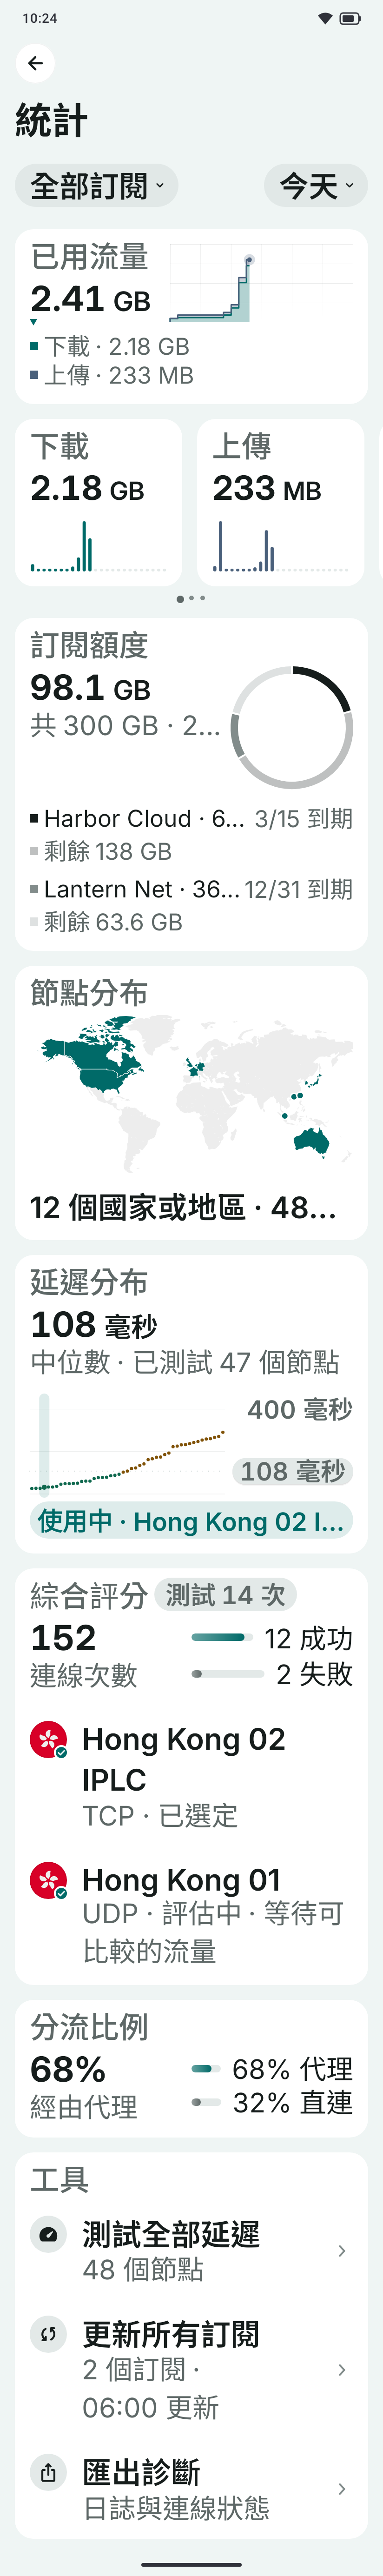 10:24
統計
全部訂閱
今天
已用流量
2.41 GB
下載 · 2.18 GB
上傳 · 233 MB
下載
2.18 GB
上傳
233 MB
訂閱額度
98.1 GB
共 300 GB · 2...
Harbor Cloud · 6... 3/15 到期
剩餘 138 GB
Lantern Net · 36... 12/31 到期
剩餘 63.6 GB
節點分布
12 個國家或地區 · 48...
延遲分布
108 毫秒
中位數 · 已測試 47 個節點
400 毫秒
108 毫秒
使用中 · Hong Kong 02 I...
綜合評分 測試 14 次
152
連線次數
12 成功
2 失敗
Hong Kong 02
IPLC
TCP · 已選定
Hong Kong 01
UDP · 評估中 · 等待可
比較的流量
分流比例
68%
經由代理
68% 代理
32% 直連
工具
測試全部延遲
48 個節點
更新所有訂閱
2 個訂閱 ·
06:00 更新
匯出診斷
日誌與連線狀態